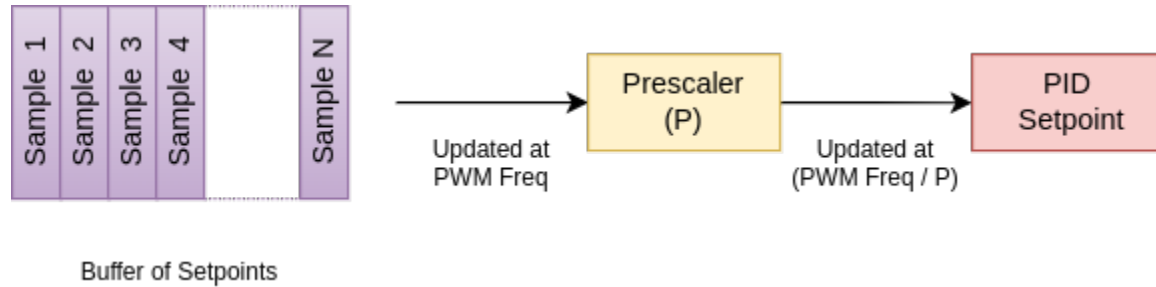 Sample 1
Sample 2
Sample 3
Sample 4
Sample N
Buffer of Setpoints
Updated at
PWM Freq
Prescaler
(P)
Updated at
(PWM Freq / P)
PID
Setpoint